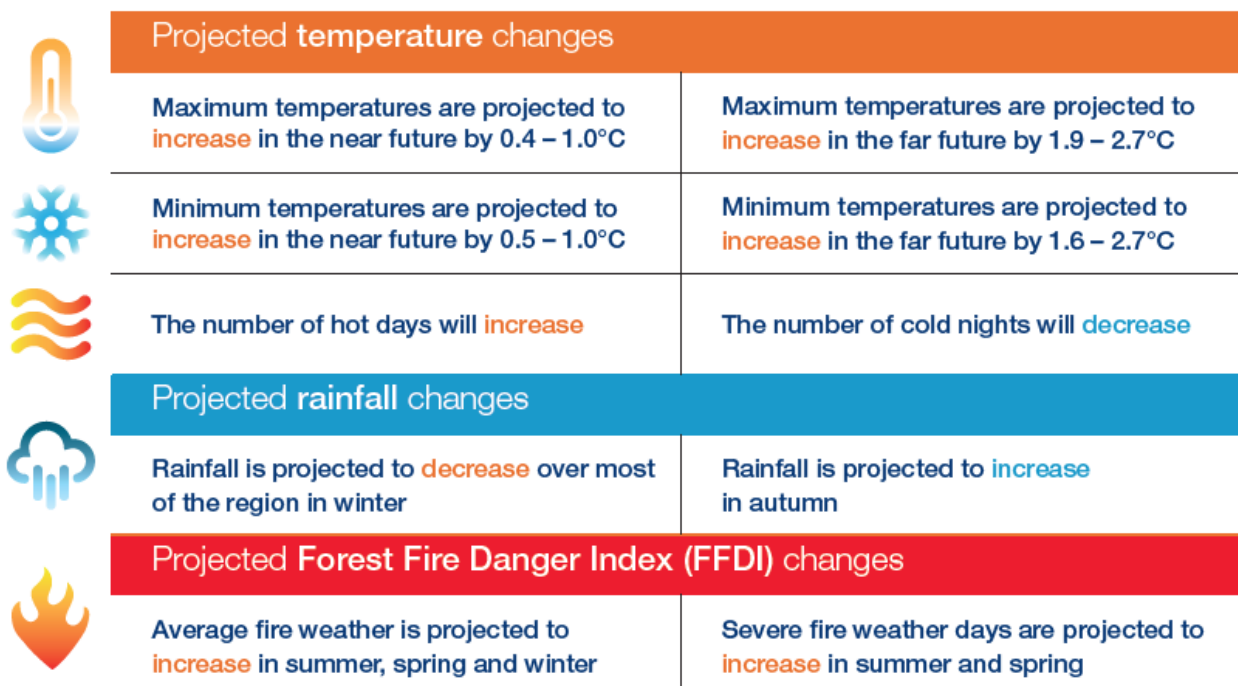 Projected temperature changes
Maximum temperatures are projected to
increase in the near future by 0.4 – 1.0°C
Maximum temperatures are projected to
increase in the far future by 1.9 – 2.7°C
Minimum temperatures are projected to
increase in the near future by 0.5 – 1.0°C
Minimum temperatures are projected to
increase in the far future by 1.6 – 2.7°C
The number of hot days will increase
The number of cold nights will decrease
Projected rainfall changes
Rainfall is projected to decrease over most
of the region in winter
Rainfall is projected to increase
in autumn
Projected Forest Fire Danger Index (FFDI) changes
Average fire weather is projected to
increase in summer, spring and winter
Severe fire weather days are projected to
increase in summer and spring